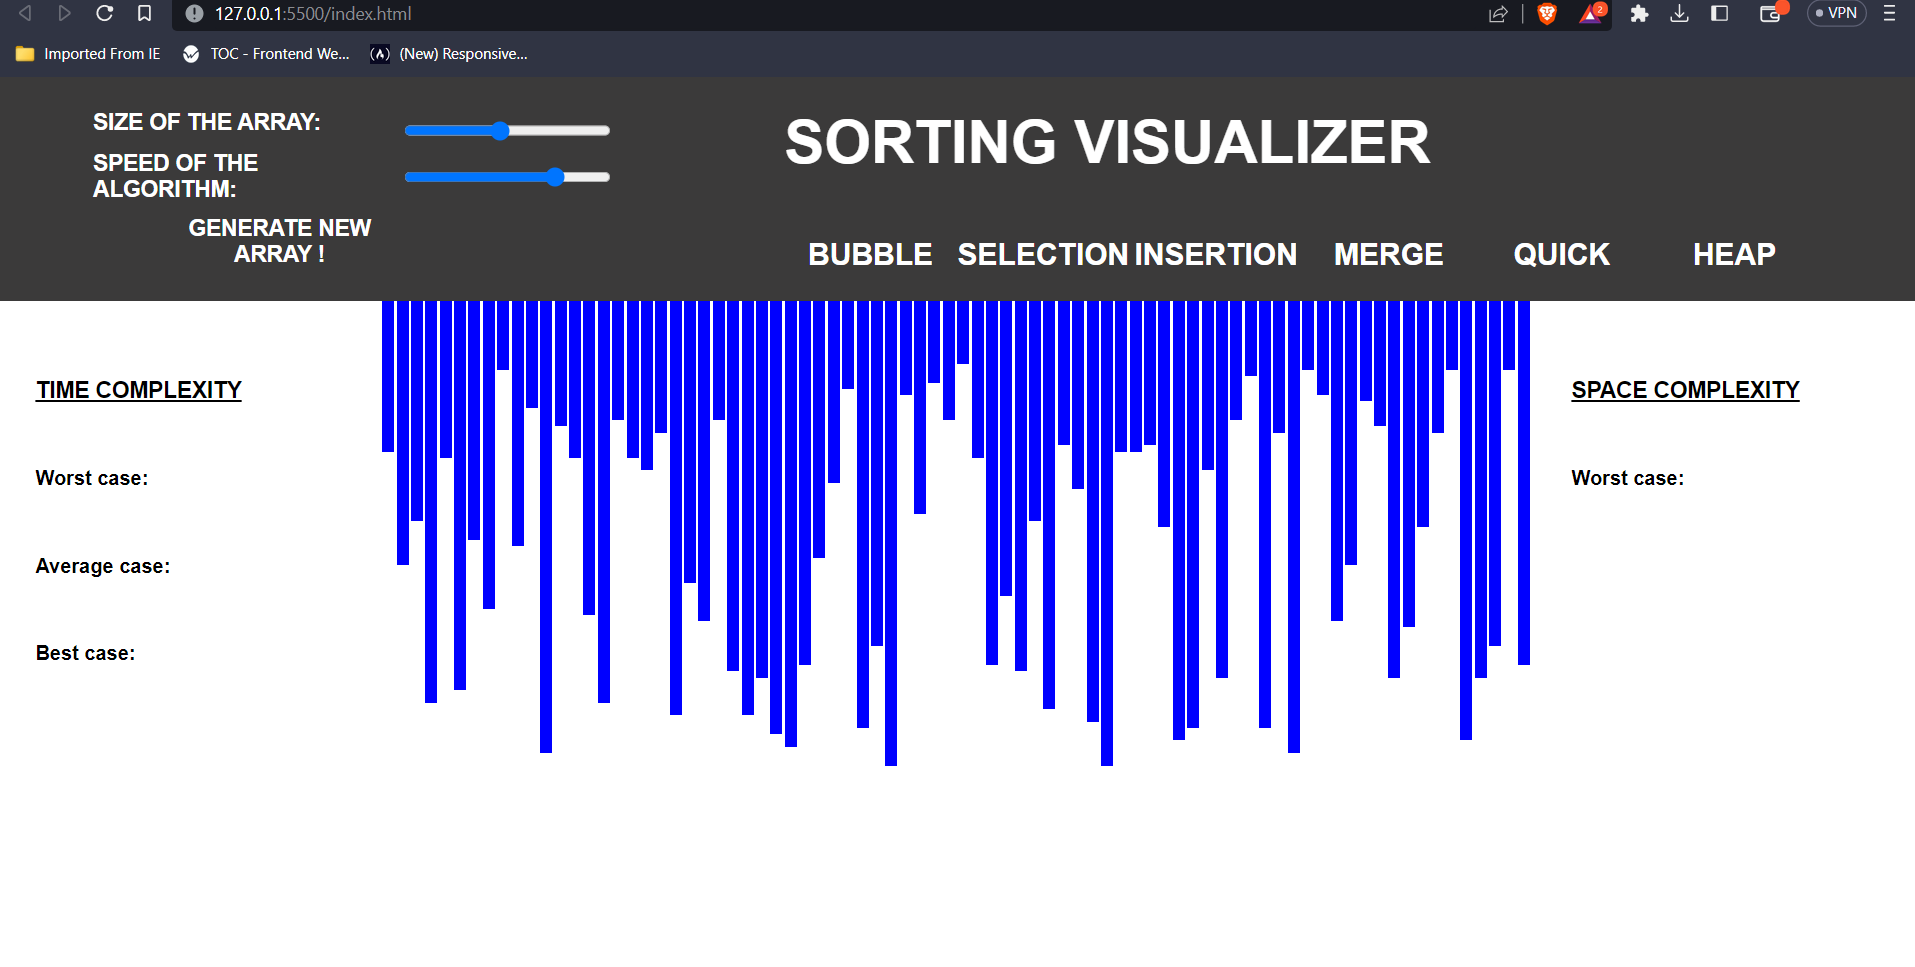 127.0.0.1:5500/index.html
2
VPN
Imported From IE
TOC - Frontend We...
(New) Responsive...
SIZE OF THE ARRAY:
SPEED OF THE
ALGORITHM:
GENERATE NEW
ARRAY !
SORTING VISUALIZER
BUBBLE SELECTION INSERTION MERGE QUICK HEAP
TIME COMPLEXITY
Worst case:
Average case:
Best case:
SPACE COMPLEXITY
Worst case: